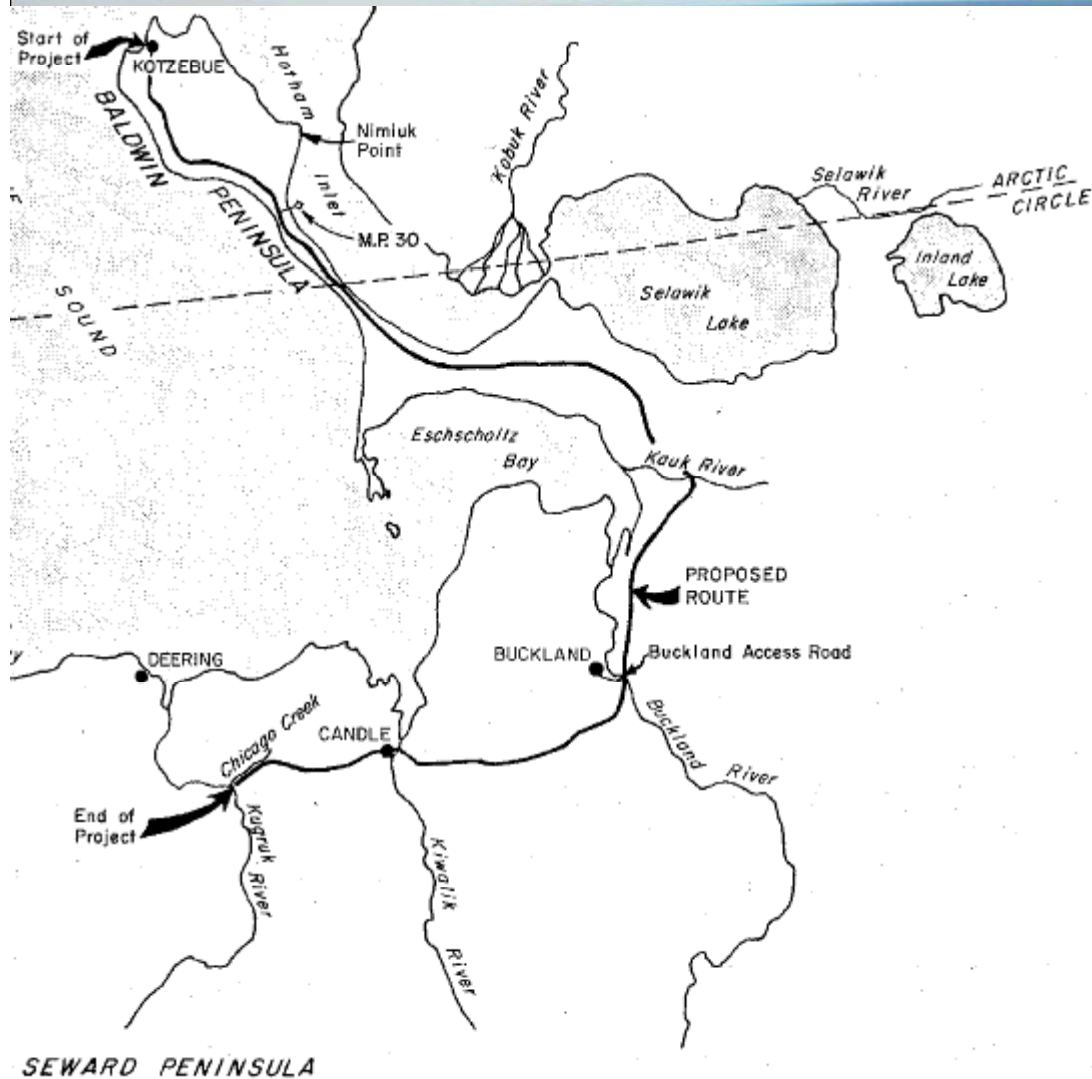 Start of
Project
KOTZEBUE
Hotham
Inlet
Nimiuk
Point
Kobuk River
BALDWIN
PENINSULA
M.P. 30
Selawik
River
ARCTIC
CIRCLE
Inland
Lake
Selawik
Lake
SOUND
Eschscholtz
Bay
Kauk River
PROPOSED
ROUTE
BUCKLAND
Buckland Access Road
DEERING
Chicago Creek
CANDLE
Buckland
River
End of
Project
Kugruk
River
Kiwalik
River
SEWARD PENINSULA